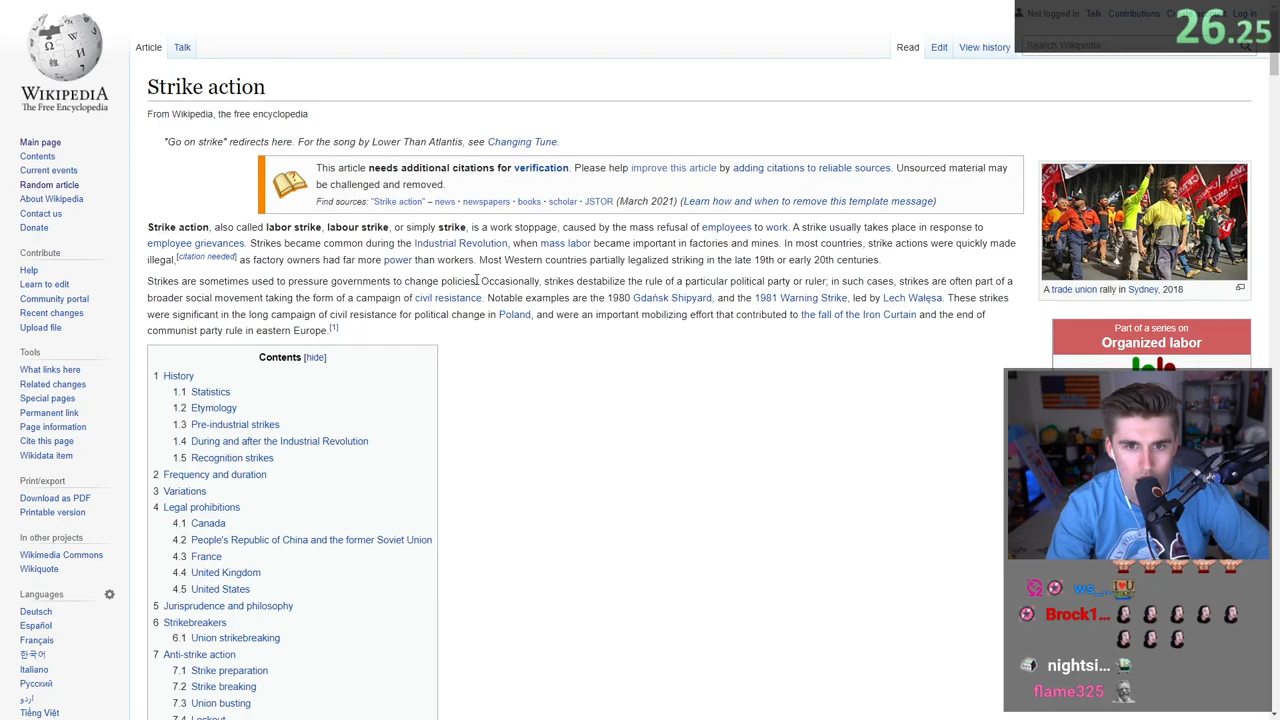 26.25
Not logged in Talk Contributions Log in
WIKIPEDIA
The Free Encyclopedia
Article Talk
Read Edit View history
Search Wikipedia
Strike action
From Wikipedia, the free encyclopedia
"Go on strike" redirects here. For the song by Lower Than Atlantis, see Changing Tune.
This article needs additional citations for verification. Please help improve this article by adding citations to reliable sources. Unsourced material may
be challenged and removed.
Find sources: "Strike action" – news · newspapers · books · scholar · JSTOR (March 2021) (Learn how and when to remove this template message)
Strike action, also called labor strike, labour strike, or simply strike, is a work stoppage, caused by the mass refusal of employees to work. A strike usually takes place in response to
employee grievances. Strikes became common during the Industrial Revolution, when mass labor became important in factories and mines. In most countries, strike actions were quickly made
illegal,[citation needed] as factory owners had far more power than workers. Most Western countries partially legalized striking in the late 19th or early 20th centuries.
Strikes are sometimes used to pressure governments to change policies. Occasionally, strikes destabilize the rule of a particular political party or ruler; in such cases, strikes are often part of a
broader social movement taking the form of a campaign of civil resistance. Notable examples are the 1980 Gdańsk Shipyard, and the 1981 Warning Strike, led by Lech Wałęsa. These strikes
were significant in the long campaign of civil resistance for political change in Poland, and were an important mobilizing effort that contributed to the fall of the Iron Curtain and the end of
communist party rule in eastern Europe.[1]
A trade union rally in Sydney, 2018
Part of a series on
Organized labor
Contents [hide]
1 History
1.1 Statistics
1.2 Etymology
1.3 Pre-industrial strikes
1.4 During and after the Industrial Revolution
1.5 Recognition strikes
2 Frequency and duration
3 Variations
4 Legal prohibitions
4.1 Canada
4.2 People's Republic of China and the former Soviet Union
4.3 France
4.4 United Kingdom
4.5 United States
5 Jurisprudence and philosophy
6 Strikebreakers
6.1 Union strikebreaking
7 Anti-strike action
7.1 Strike preparation
7.2 Strike breaking
7.3 Union busting
7.4 Lockout
Main page
Contents
Current events
Random article
About Wikipedia
Contact us
Donate
Contribute
Help
Learn to edit
Community portal
Recent changes
Upload file
Tools
What links here
Related changes
Special pages
Permanent link
Page information
Cite this page
Wikidata item
Print/export
Download as PDF
Printable version
In other projects
Wikimedia Commons
Wikiquote
Languages
Deutsch
Español
Français
한국어
Italiano
Русский
اردو
Tiếng Việt
ws_...
Brock1...
nightsi...
flame325